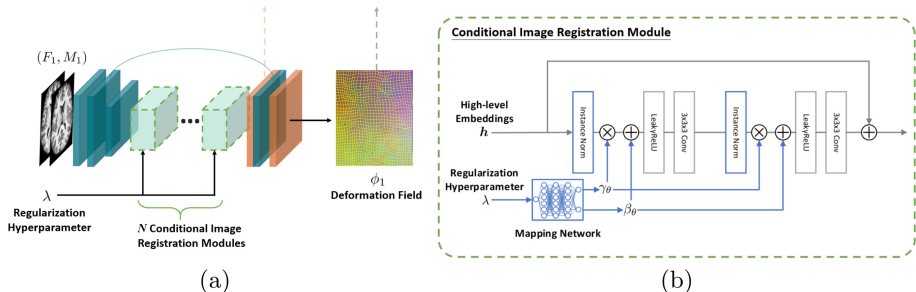 (F₁, M₁)
λ
Regularization
Hyperparameter
N Conditional Image
Registration Modules
ϕ₁
Deformation Field
(a)
Conditional Image Registration Module
High-level
Embeddings
h
Regularization
Hyperparameter
λ
Mapping Network
Instance Norm
γθ
βθ
LeakyReLU
3x3x3 Conv
Instance Norm
LeakyReLU
3x3x3 Conv
(b)